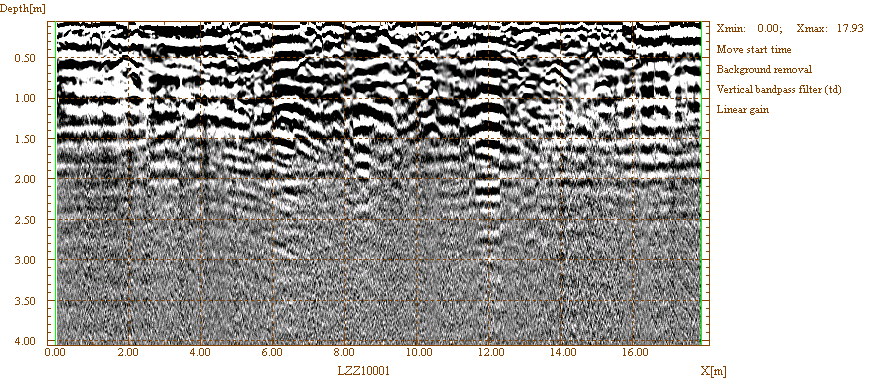 Depth[m]
Xmin: 0.00; Xmax: 17.93
Move start time
Background removal
Vertical bandpass filter (td)
Linear gain
0.50
1.00
1.50
2.00
2.50
3.00
3.50
4.00
0.00 2.00 4.00 6.00 8.00 10.00 12.00 14.00 16.00
LZZ10001 X[m]